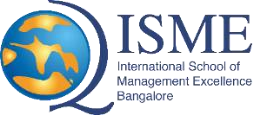 ISME
International School of
Management Excellence
Bangalore